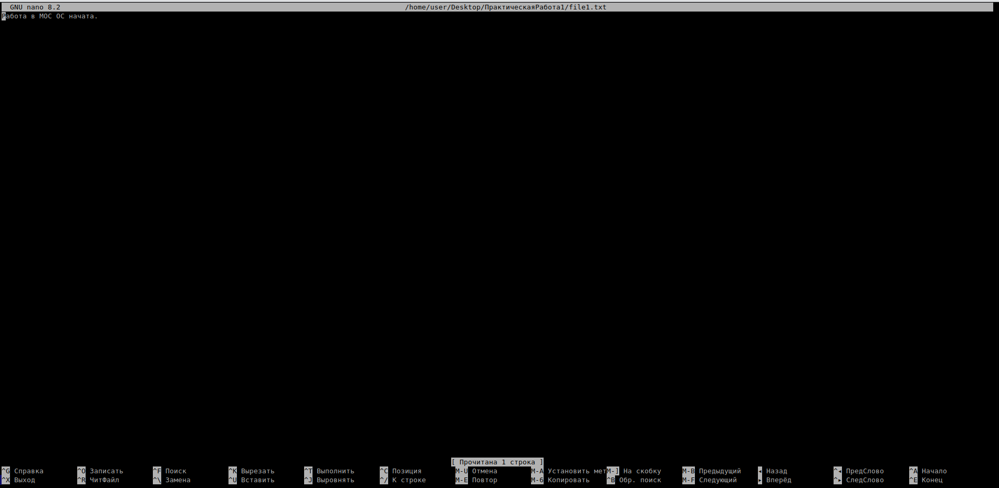 GNU nano 8.2 /home/user/Desktop/ПрактическаяРабота1/file1.txt
Работа в МОС ОС начата.
[ Прочитана 1 строка ]
^G Справка ^O Записать ^F Поиск ^K Вырезать ^T Выполнить ^C Позиция M-U Отмена M-A Установить мет M-] На скобку M-B Предыдущий ◂ Назад ^◂ ПредСлово ^A Начало
^X Выход ^R ЧитФайл ^\ Замена ^U Вставить ^J Выровнять ^/ К строке M-E Повтор M-6 Копировать ^B Обр. поиск M-F Следующий ▸ Вперёд ^▸ СледСлово ^E Конец